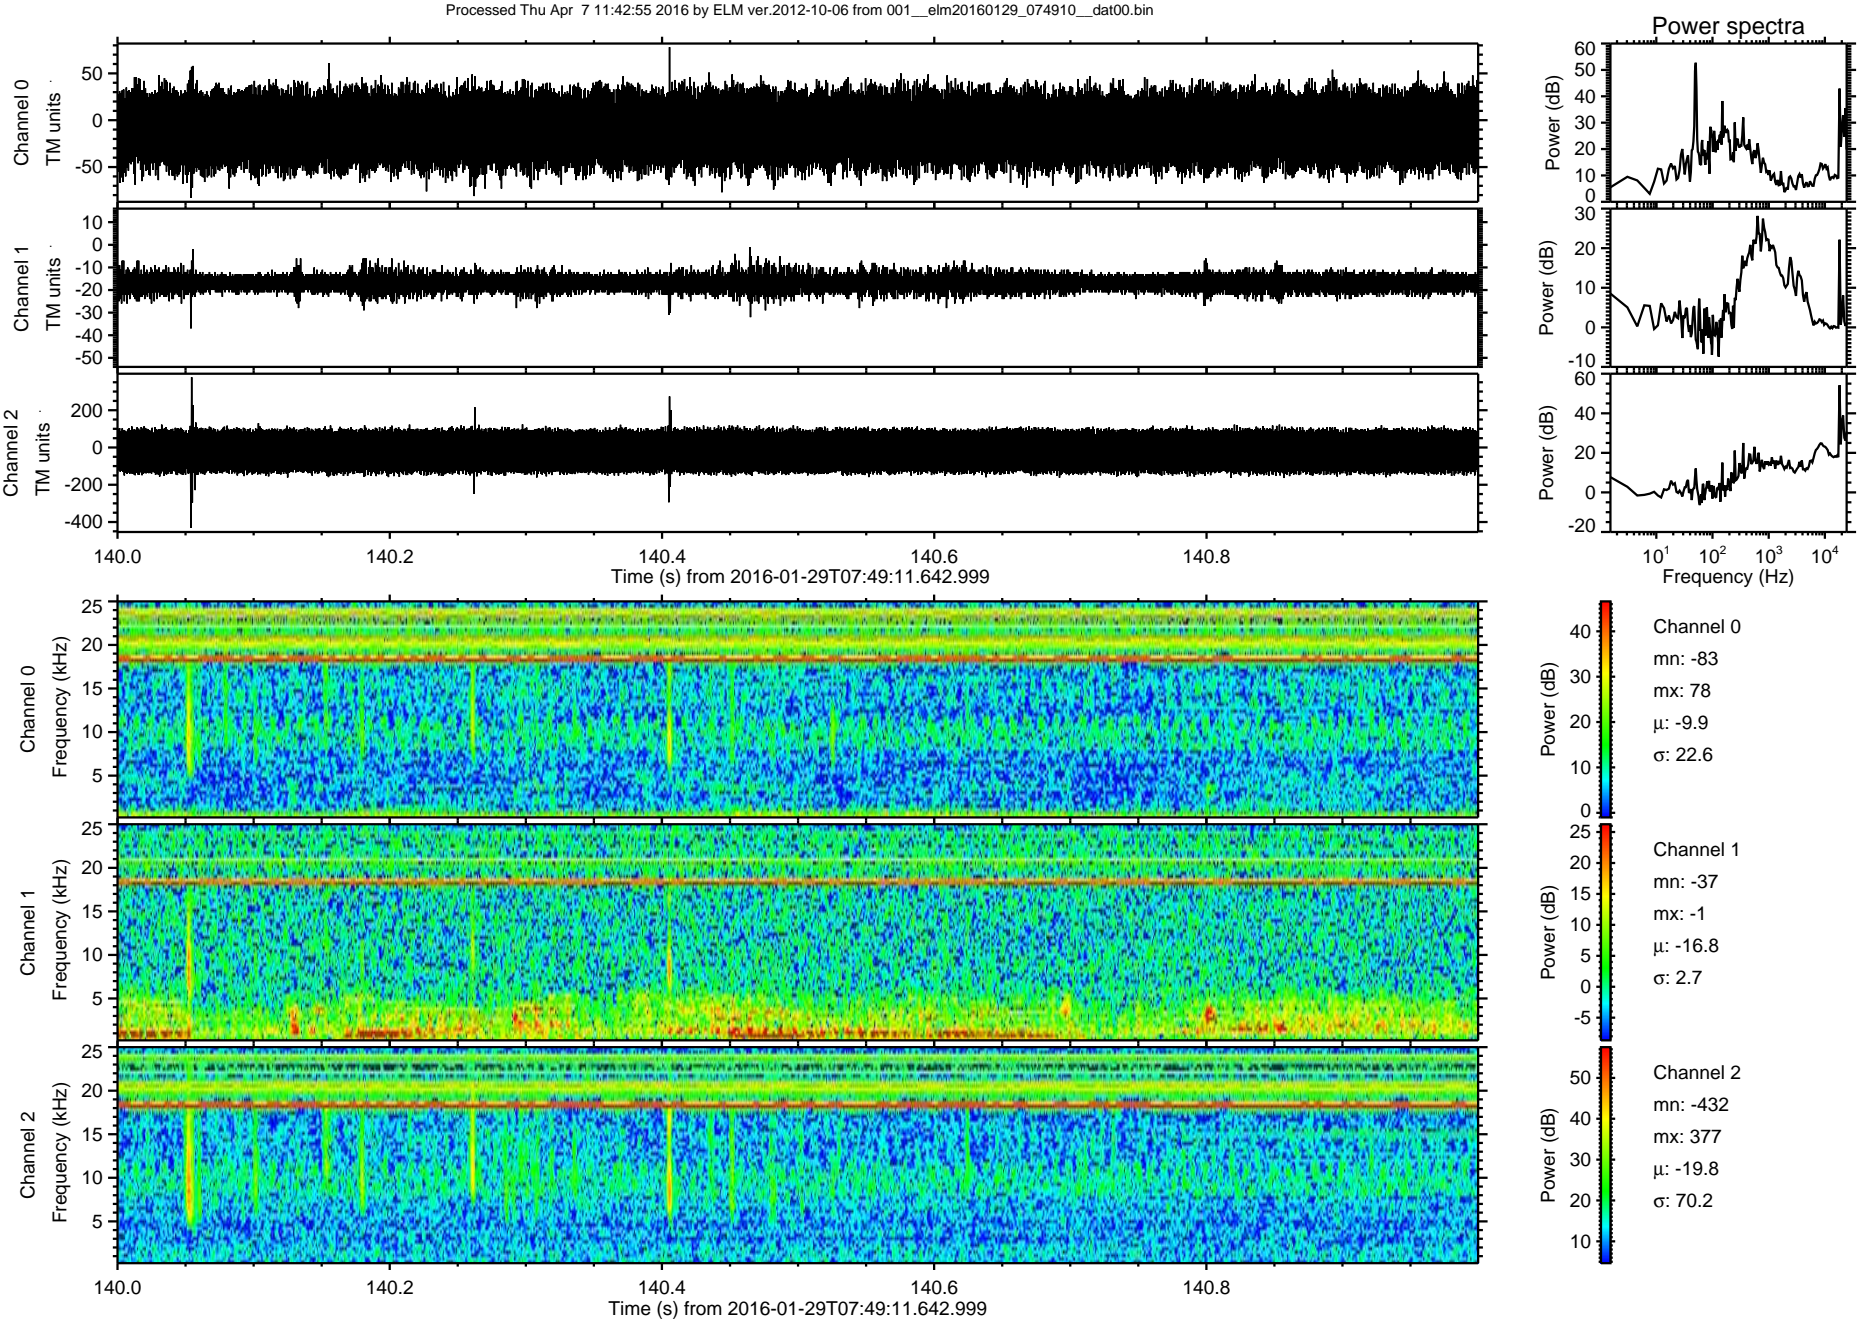 Processed Thu Apr 7 11:42:55 2016 by ELM ver.2012-10-06 from 001__elm20160129_074910__dat00.bin
Power spectra
Channel 0
TM units
50
0
-50
Power (dB)
60
50
40
30
20
10
0
Channel 1
TM units
10
0
-10
-20
-30
-40
-50
Power (dB)
30
20
10
0
-10
Channel 2
TM units
200
0
-200
-400
Power (dB)
60
40
20
0
-20
140.0 140.2 140.4 140.6 140.8
Time (s) from 2016-01-29T07:49:11.642.999
10¹ 10² 10³ 10⁴
Frequency (Hz)
Channel 0
Frequency (kHz)
25
20
15
10
5
Power (dB)
40
30
20
10
0
Channel 0
mn: -83
mx: 78
μ: -9.9
σ: 22.6
Channel 1
Frequency (kHz)
25
20
15
10
5
Power (dB)
25
20
15
10
5
0
-5
Channel 1
mn: -37
mx: -1
μ: -16.8
σ: 2.7
Channel 2
Frequency (kHz)
25
20
15
10
5
Power (dB)
50
40
30
20
10
Channel 2
mn: -432
mx: 377
μ: -19.8
σ: 70.2
140.0 140.2 140.4 140.6 140.8
Time (s) from 2016-01-29T07:49:11.642.999